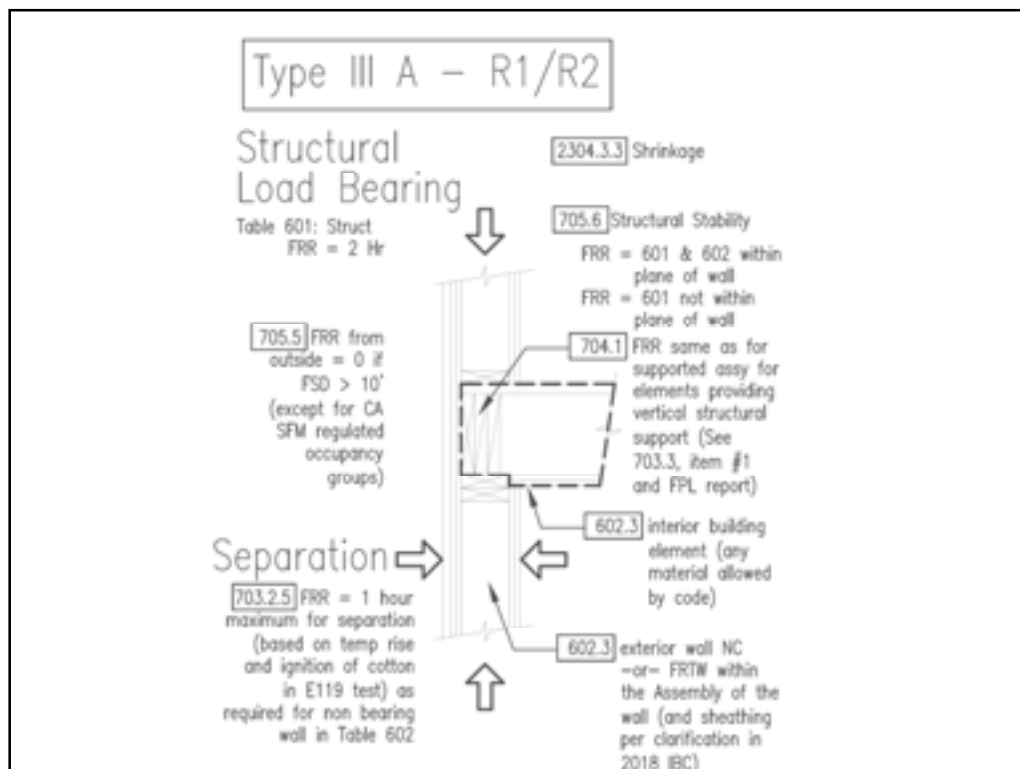 Type III A - R1/R2
Structural
Load Bearing
Table 601: Struct
FRR = 2 Hr
705.5 FRR from
outside = 0 if
FSD > 10'
(except for CA
SFM regulated
occupancy
groups)
Separation
703.2.5 FRR = 1 hour
maximum for separation
(based on temp rise
and ignition of cotton
in E119 test) as
required for non bearing
wall in Table 602
2304.3.3 Shrinkage
705.6 Structural Stability
FRR = 601 & 602 within
plane of wall
FRR = 601 not within
plane of wall
704.1 FRR same as for
supported assy for
elements providing
vertical structural
support (See
703.3, item #1
and FPL report)
602.3 interior building
element (any
material allowed
by code)
602.3 exterior wall NC
-or- FRTW within
the Assembly of the
wall (and sheathing
per clarification in
2018 IBC)